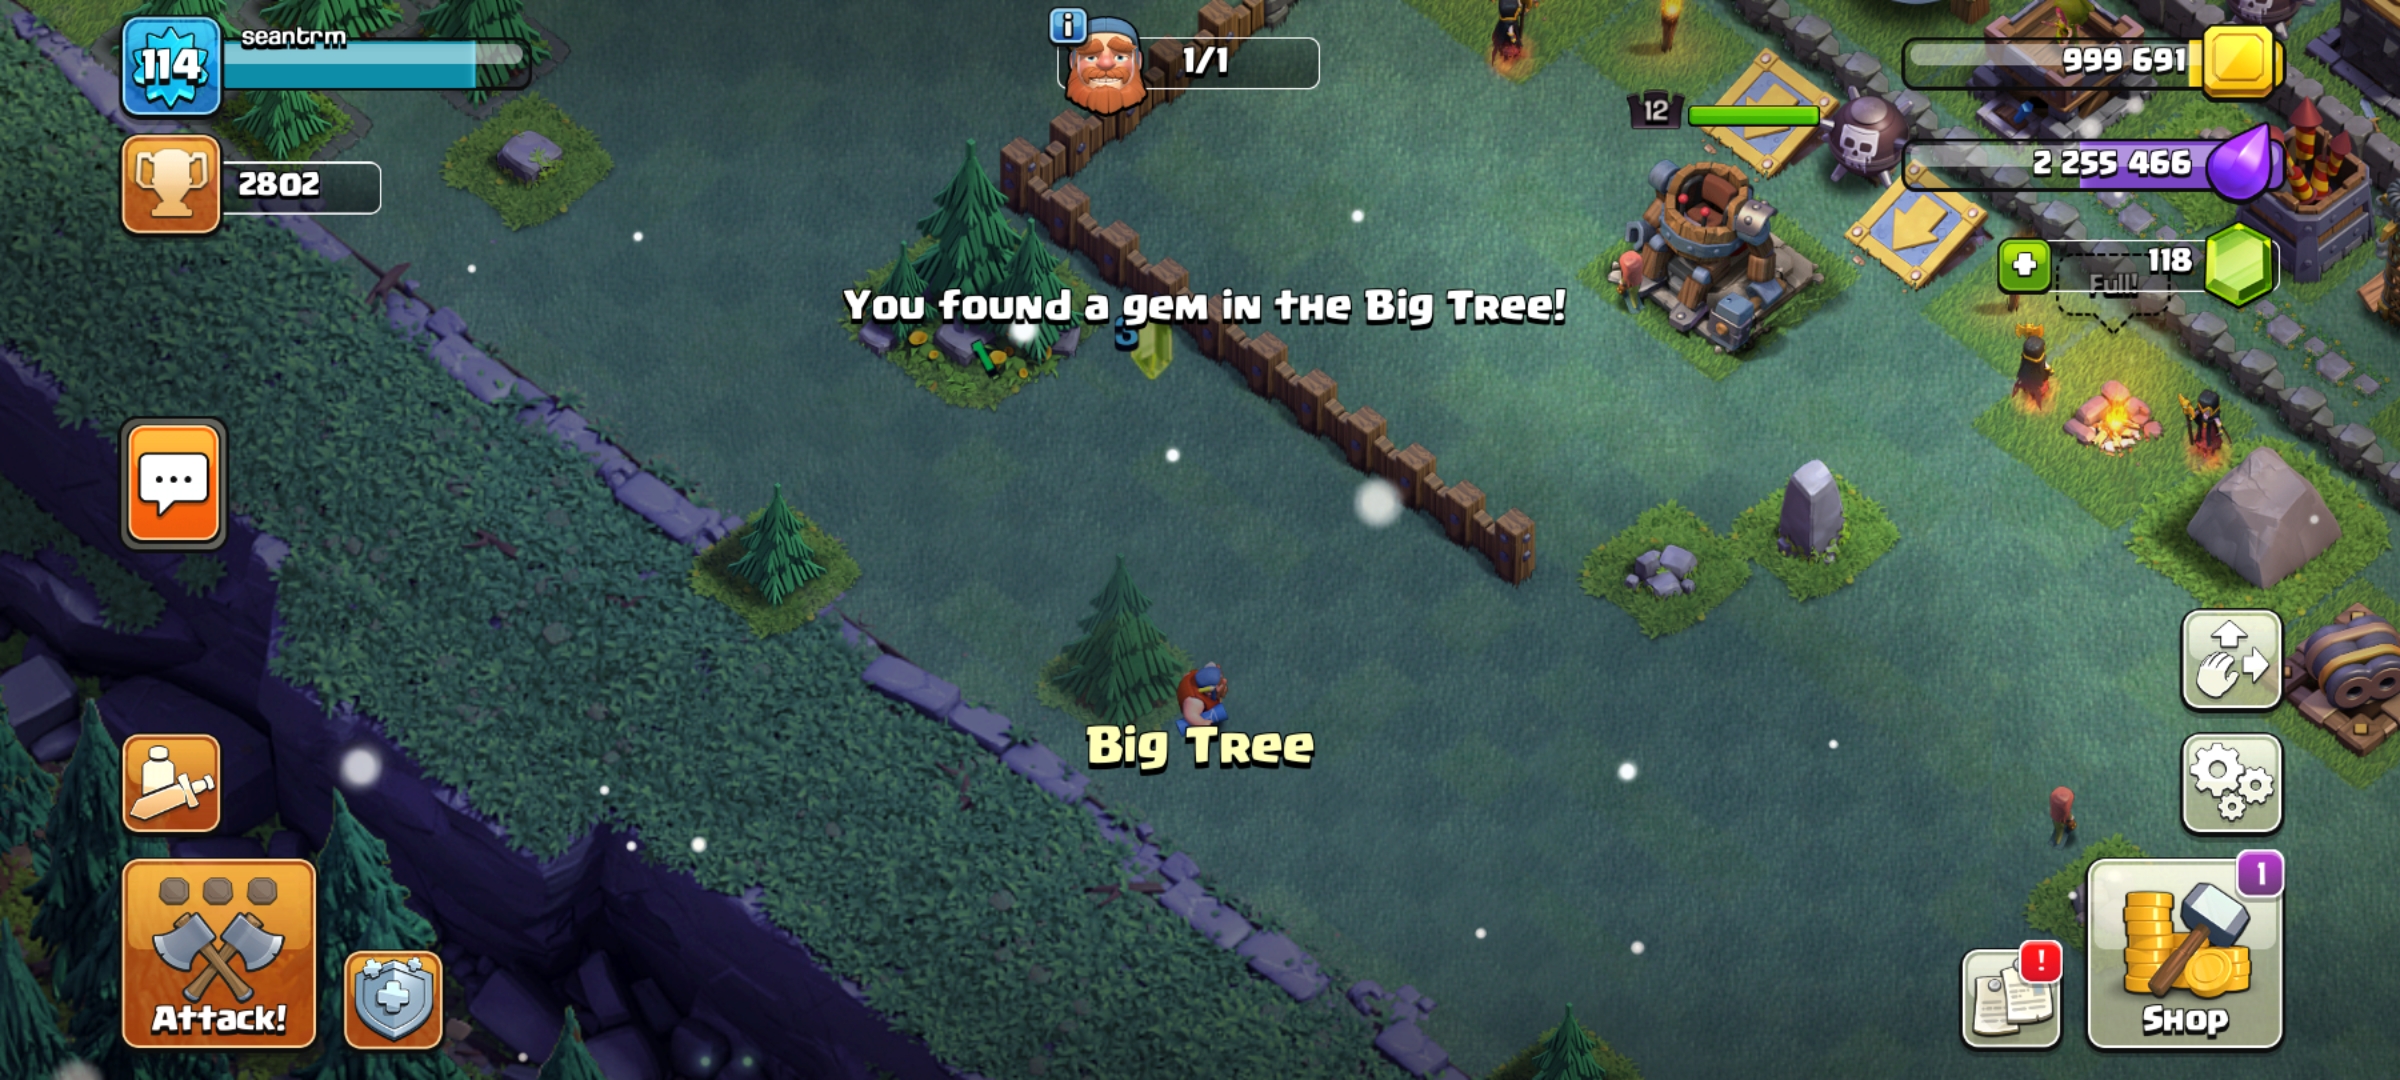 114
seantrm
i
1/1
999 691
2802
12
2 255 466
118
Full!
You found a gem in the Big Tree!
3
Big Tree
1
!
Attack!
Shop